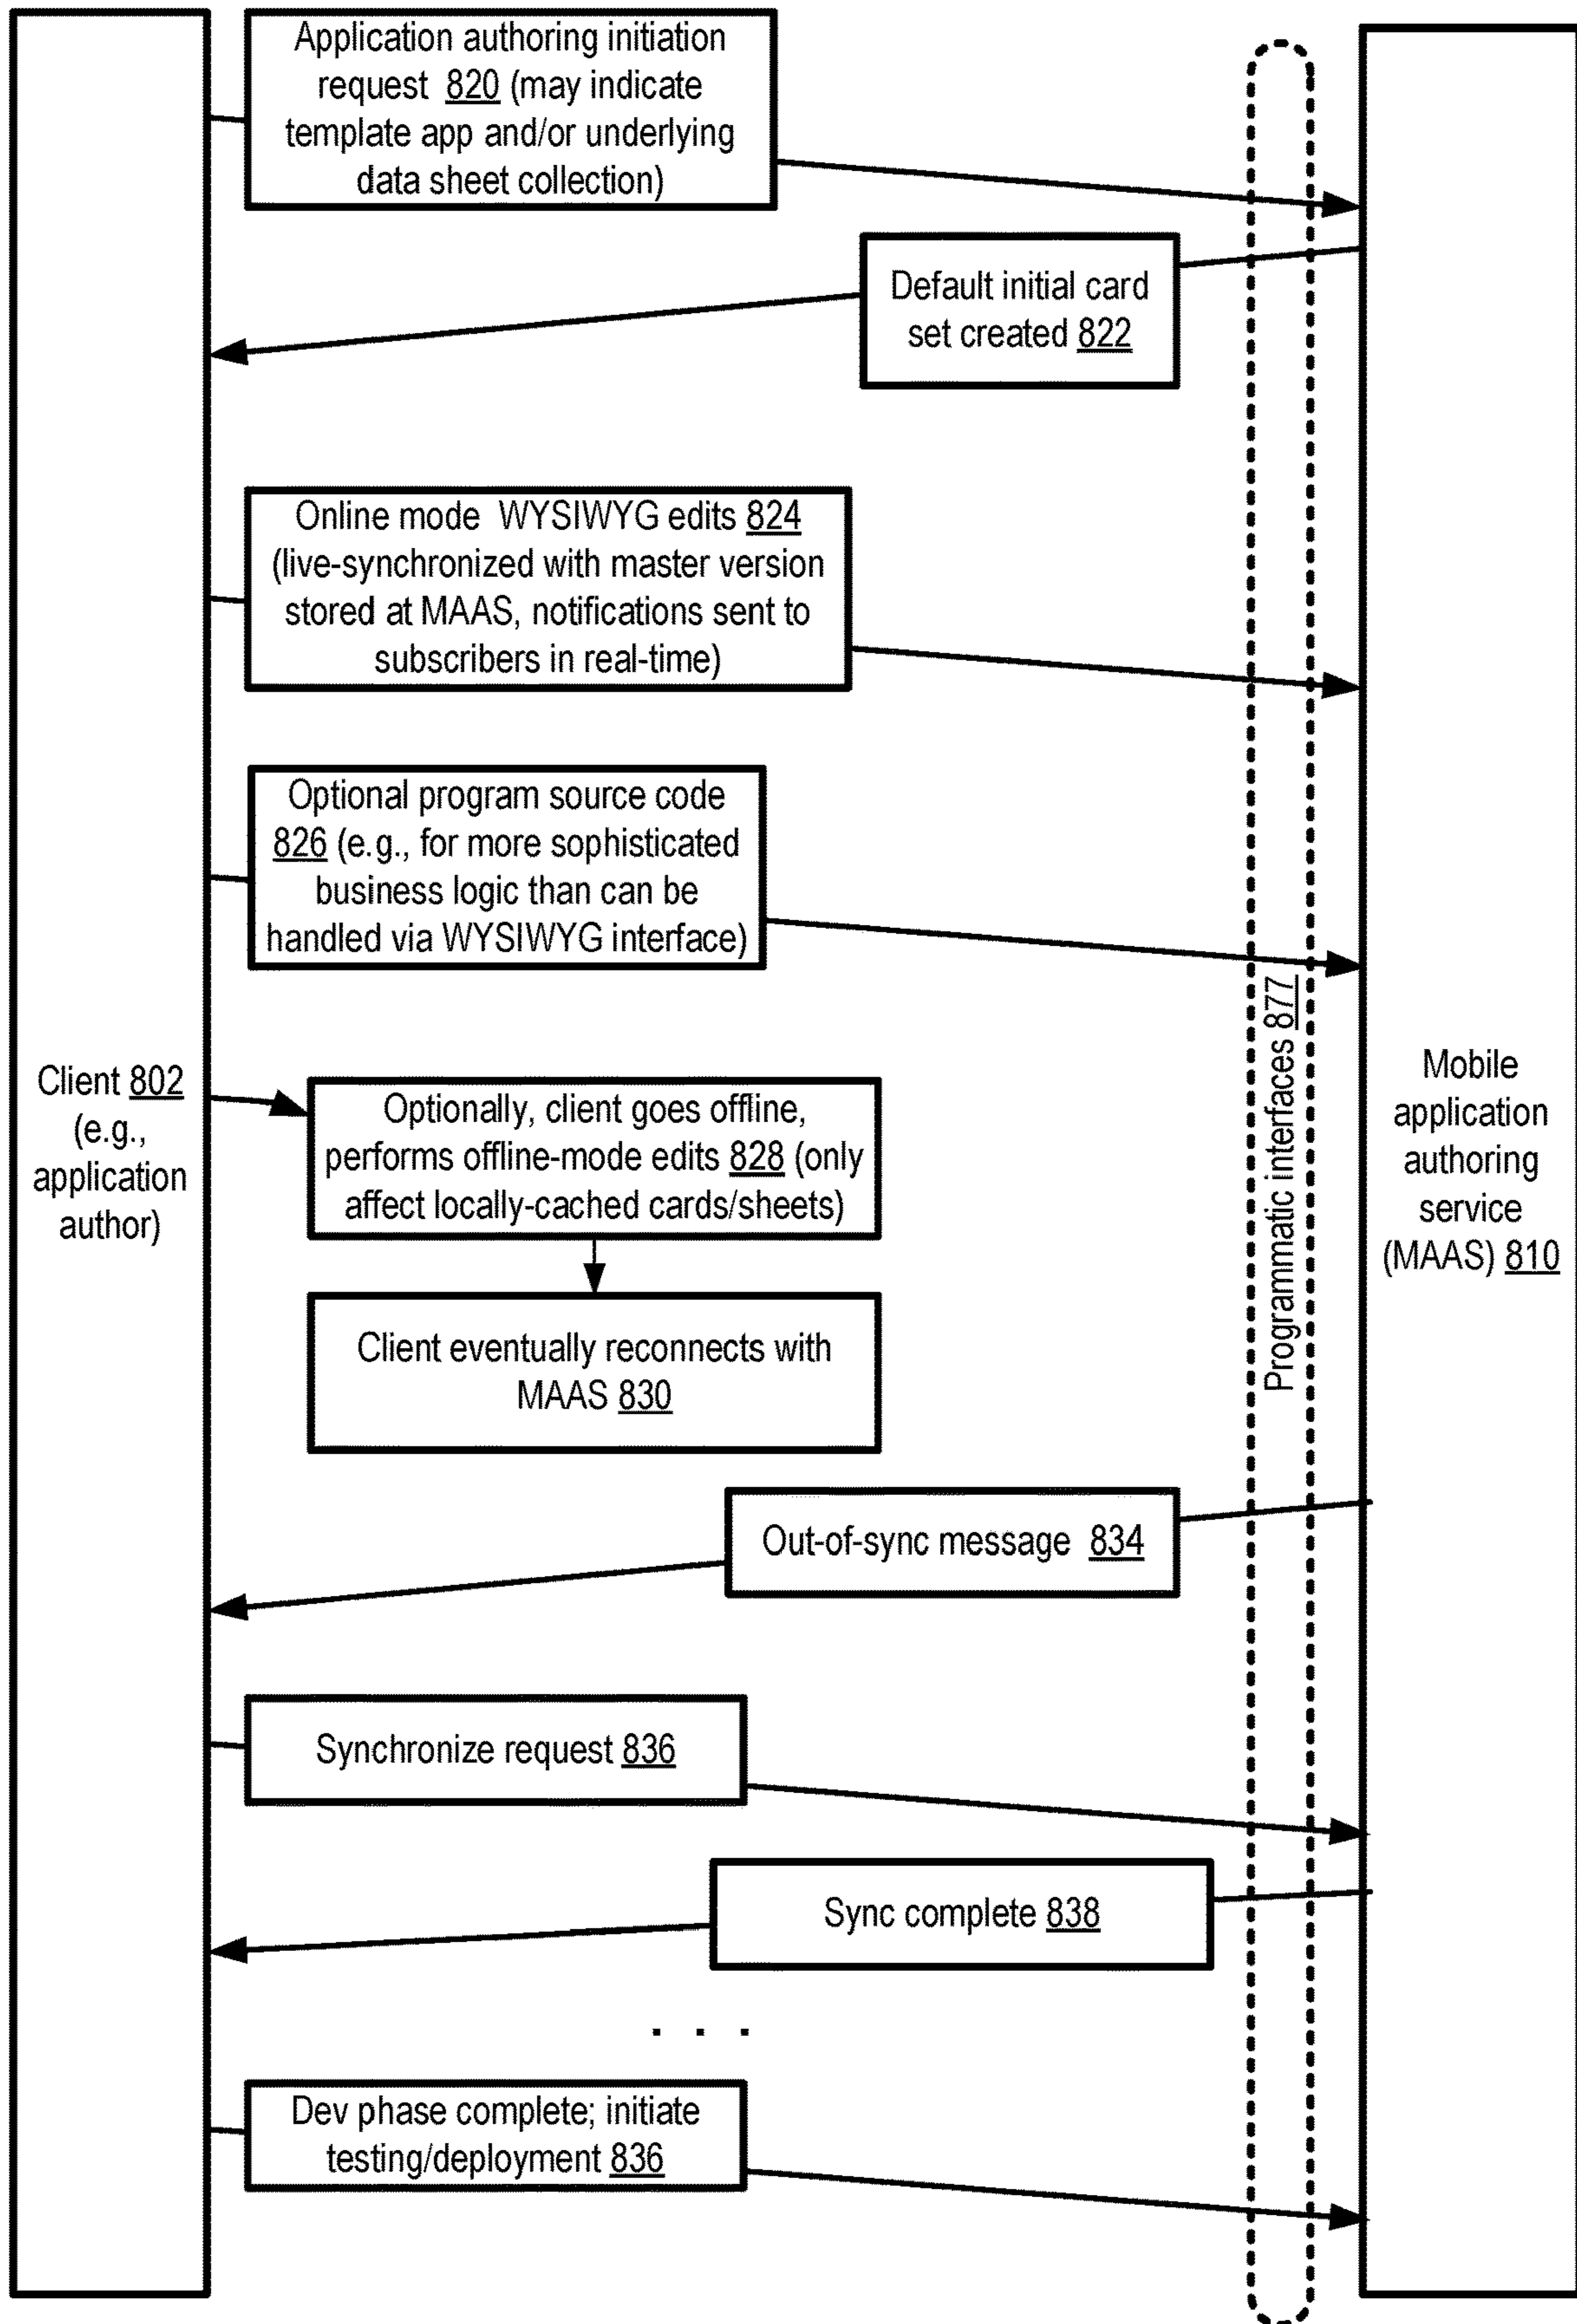 Application authoring initiation
request 820 (may indicate
template app and/or underlying
data sheet collection)
Default initial card
set created 822
Online mode WYSIWYG edits 824
(live-synchronized with master version
stored at MAAS, notifications sent to
subscribers in real-time)
Optional program source code
826 (e.g., for more sophisticated
business logic than can be
handled via WYSIWYG interface)
Client 802
(e.g.,
application
author)
Optionally, client goes offline,
performs offline-mode edits 828 (only
affect locally-cached cards/sheets)
Client eventually reconnects with
MAAS 830
Programmatic interfaces 877
Mobile
application
authoring
service
(MAAS) 810
Out-of-sync message 834
Synchronize request 836
Sync complete 838
. . .
Dev phase complete; initiate
testing/deployment 836